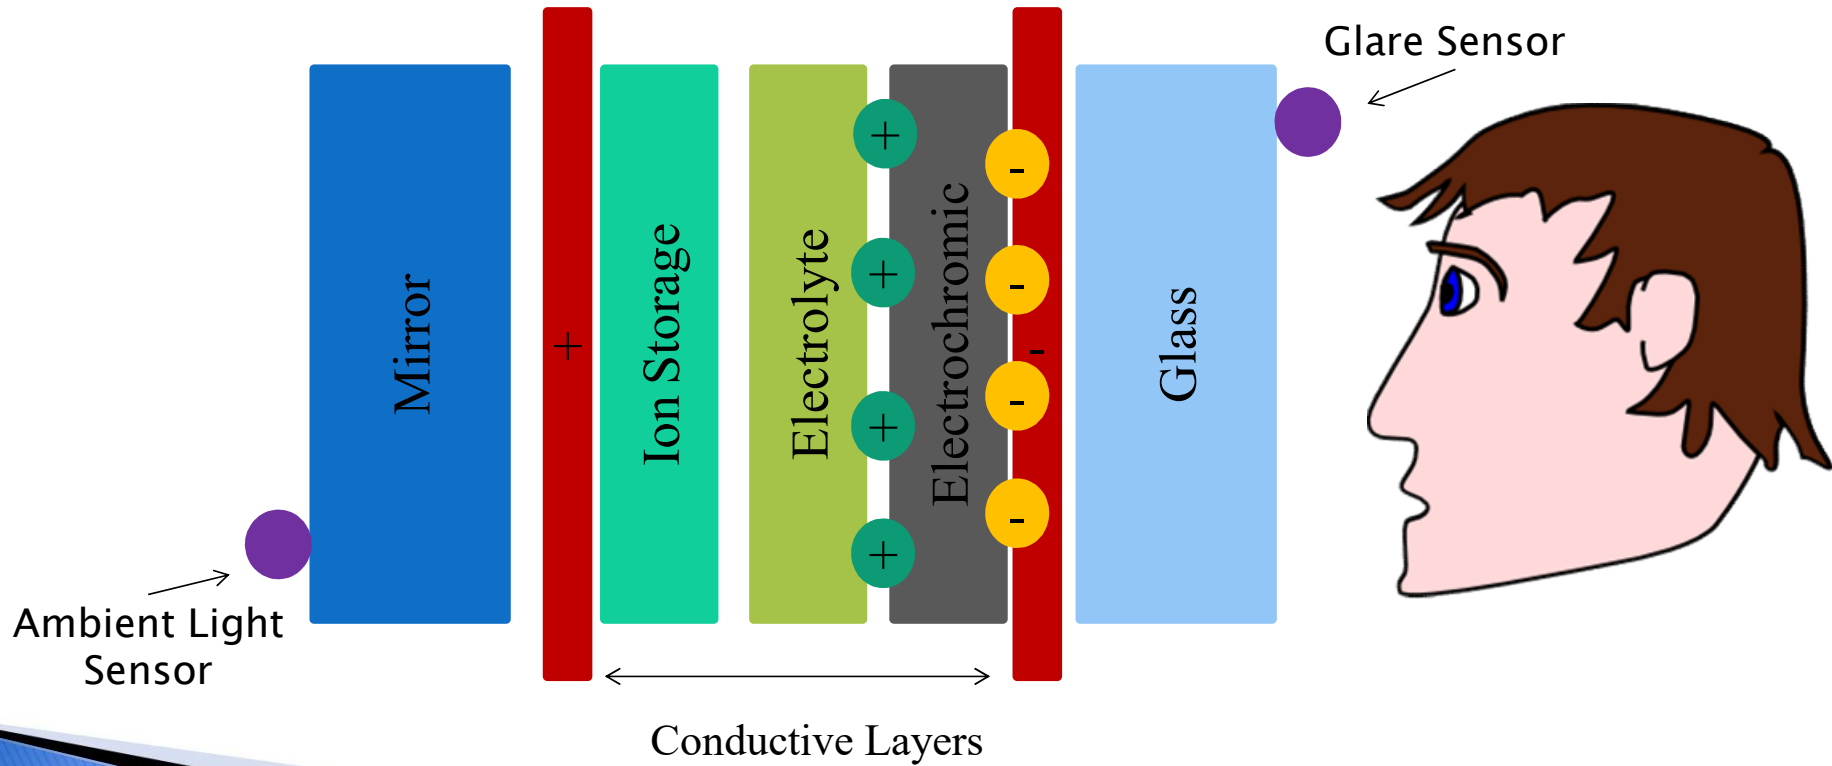 Glare Sensor
Mirror
+
Ion Storage
Electrolyte
+
+
+
+
Electrochromic
-
-
-
-
-
Glass
Ambient Light
Sensor
Conductive Layers